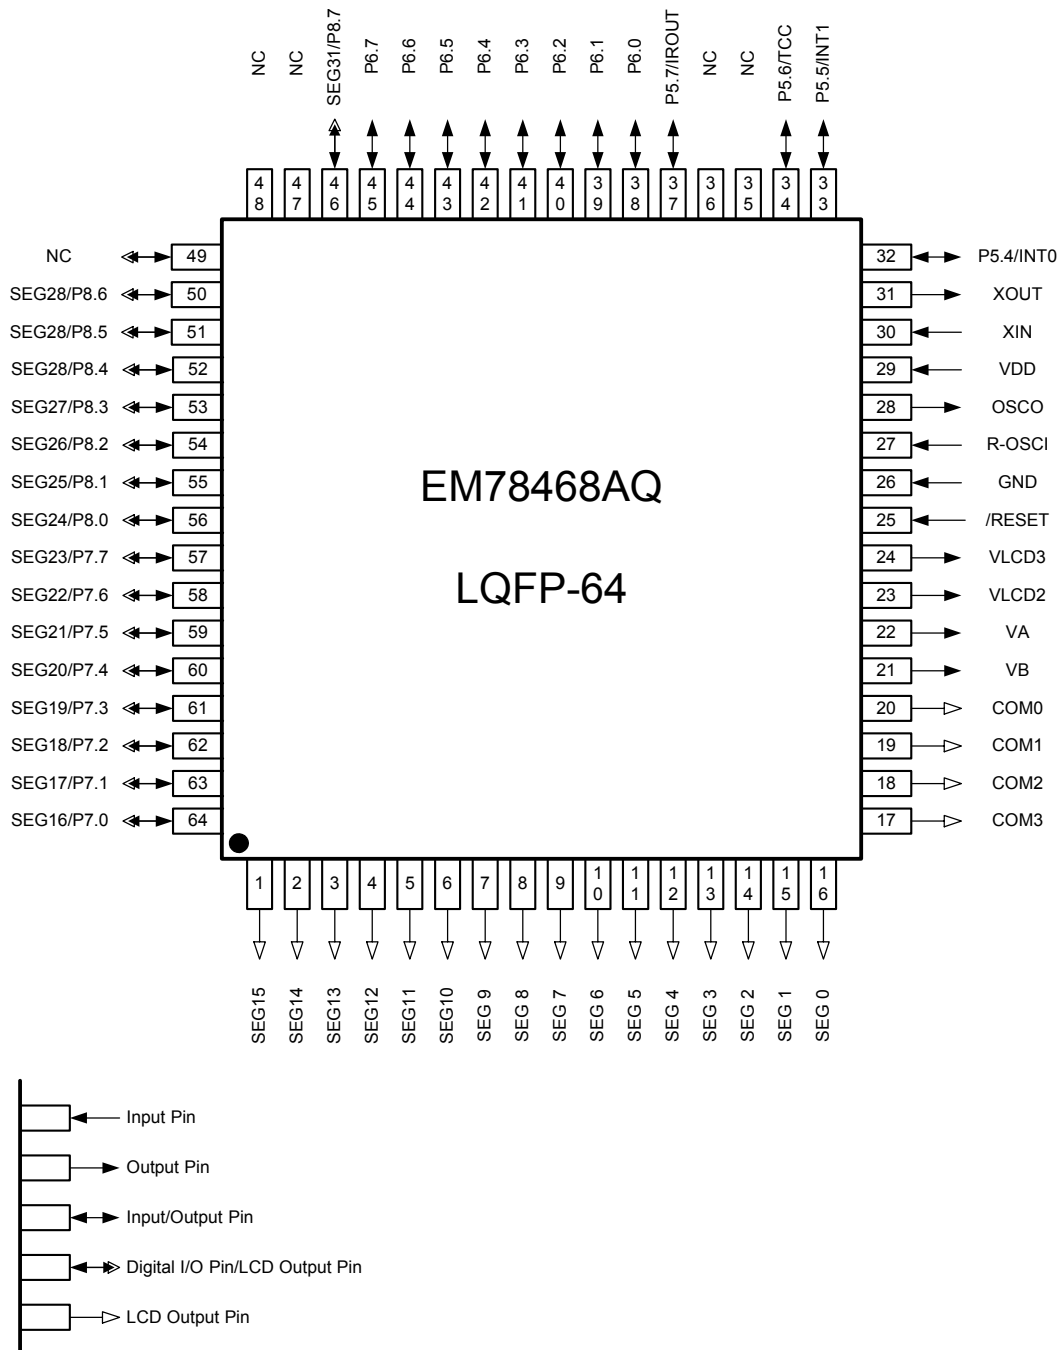 NC
NC
SEG31/P8.7
P6.7
P6.6
P6.5
P6.4
P6.3
P6.2
P6.1
P6.0
P5.7/IROUT
NC
NC
P5.6/TCC
P5.5/INT1
48
47
46
45
44
43
42
41
40
39
38
37
36
35
34
33
NC 49
SEG28/P8.6 50
SEG28/P8.5 51
SEG28/P8.4 52
SEG27/P8.3 53
SEG26/P8.2 54
SEG25/P8.1 55
SEG24/P8.0 56
SEG23/P7.7 57
SEG22/P7.6 58
SEG21/P7.5 59
SEG20/P7.4 60
SEG19/P7.3 61
SEG18/P7.2 62
SEG17/P7.1 63
SEG16/P7.0 64
EM78468AQ
LQFP-64
32 P5.4/INT0
31 XOUT
30 XIN
29 VDD
28 OSCO
27 R-OSCI
26 GND
25 /RESET
24 VLCD3
23 VLCD2
22 VA
21 VB
20 COM0
19 COM1
18 COM2
17 COM3
1
2
3
4
5
6
7
8
9
10
11
12
13
14
15
16
SEG15
SEG14
SEG13
SEG12
SEG11
SEG10
SEG 9
SEG 8
SEG 7
SEG 6
SEG 5
SEG 4
SEG 3
SEG 2
SEG 1
SEG 0
Input Pin
Output Pin
Input/Output Pin
Digital I/O Pin/LCD Output Pin
LCD Output Pin